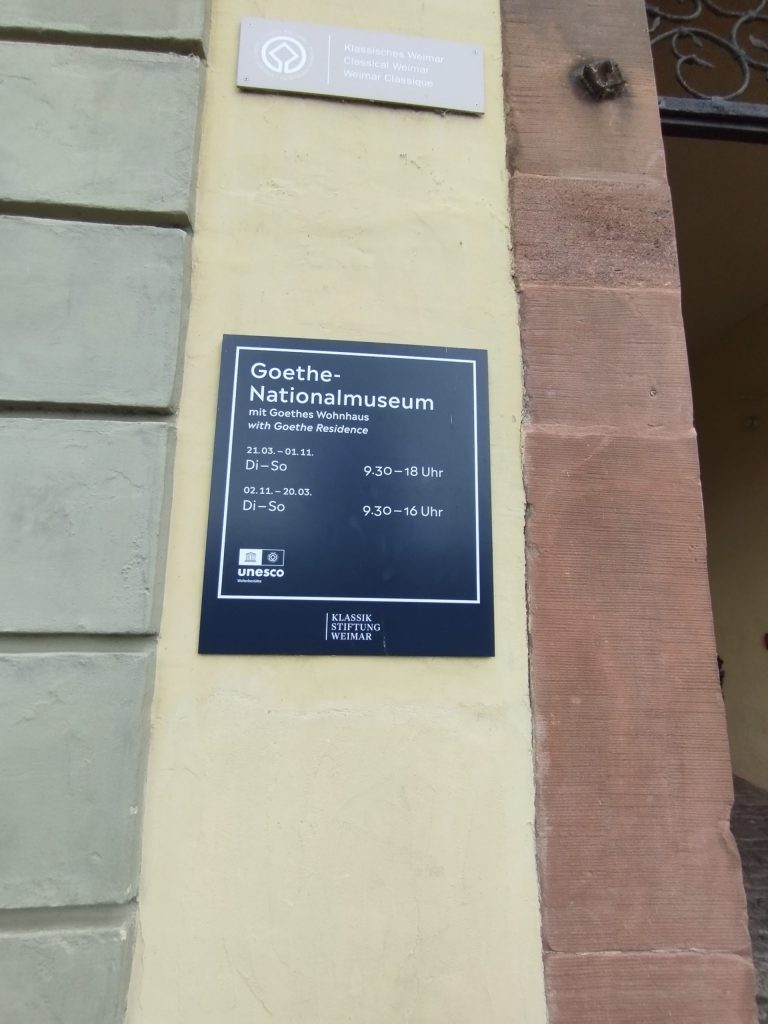 Klassisches Weimar
Classical Weimar
Weimar Classique
Goethe-
Nationalmuseum
mit Goethes Wohnhaus
with Goethe Residence
21.03. – 01.11.
Di – So 9.30 – 18 Uhr
02.11. – 20.03.
Di – So 9.30 – 16 Uhr
unesco
Welterbestätte
KLASSIK
STIFTUNG
WEIMAR